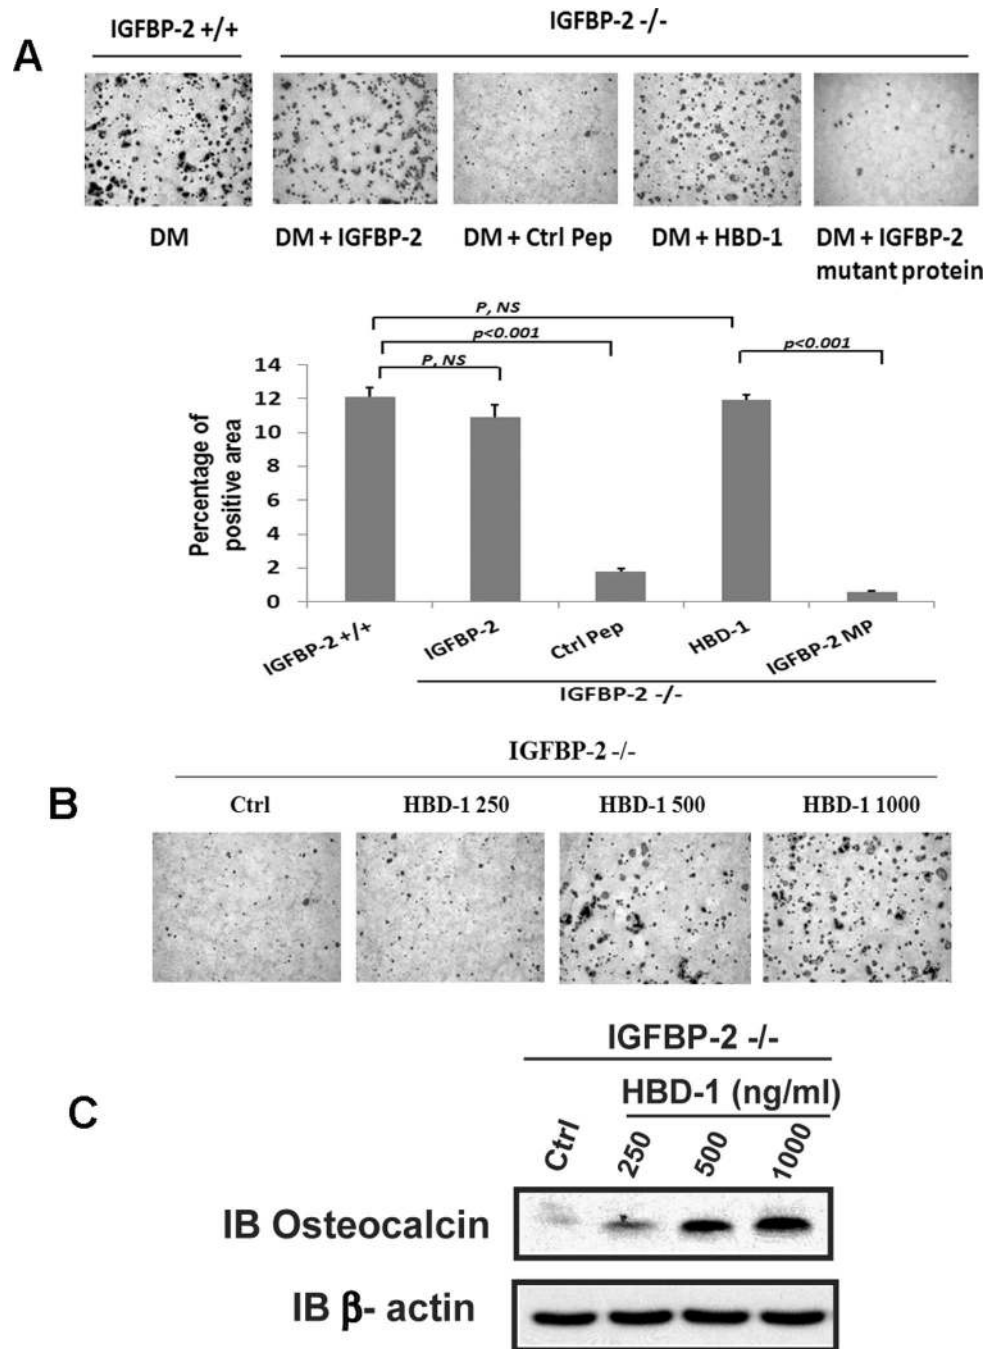 IGFBP-2 +/+ IGFBP-2 -/-
A
DM DM + IGFBP-2 DM + Ctrl Pep DM + HBD-1 DM + IGFBP-2
mutant protein
P, NS
p<0.001 p<0.001
P, NS
Percentage of
positive area
14
12
10
8
6
4
2
0
IGFBP-2 +/+ IGFBP-2 Ctrl Pep HBD-1 IGFBP-2 MP
IGFBP-2 -/-
IGFBP-2 -/-
B
Ctrl HBD-1 250 HBD-1 500 HBD-1 1000
IGFBP-2 -/-
C
HBD-1 (ng/ml)
Ctrl 250 500 1000
IB Osteocalcin
IB β- actin